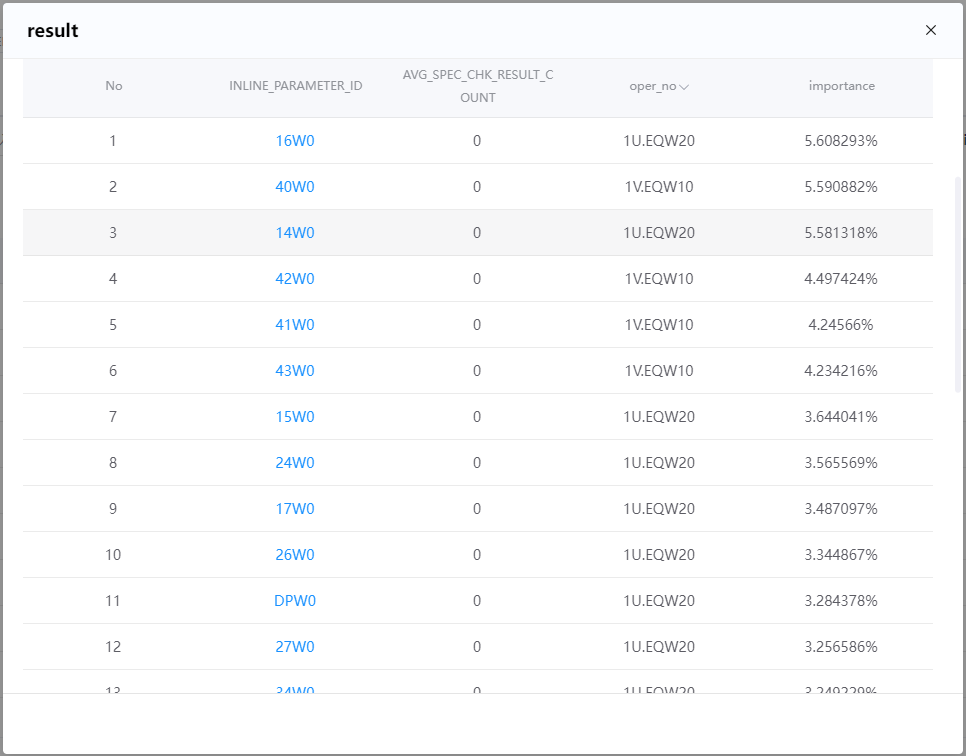 result
No INLINE_PARAMETER_ID AVG_SPEC_CHK_RESULT_C
OUNT oper_no importance
1 16W0 0 1U.EQW20 5.608293%
2 40W0 0 1V.EQW10 5.590882%
3 14W0 0 1U.EQW20 5.581318%
4 42W0 0 1V.EQW10 4.497424%
5 41W0 0 1V.EQW10 4.24566%
6 43W0 0 1V.EQW10 4.234216%
7 15W0 0 1U.EQW20 3.644041%
8 24W0 0 1U.EQW20 3.565569%
9 17W0 0 1U.EQW20 3.487097%
10 26W0 0 1U.EQW20 3.344867%
11 DPW0 0 1U.EQW20 3.284378%
12 27W0 0 1U.EQW20 3.256586%
13 34W0 0 1U.EQW20 3.249229%